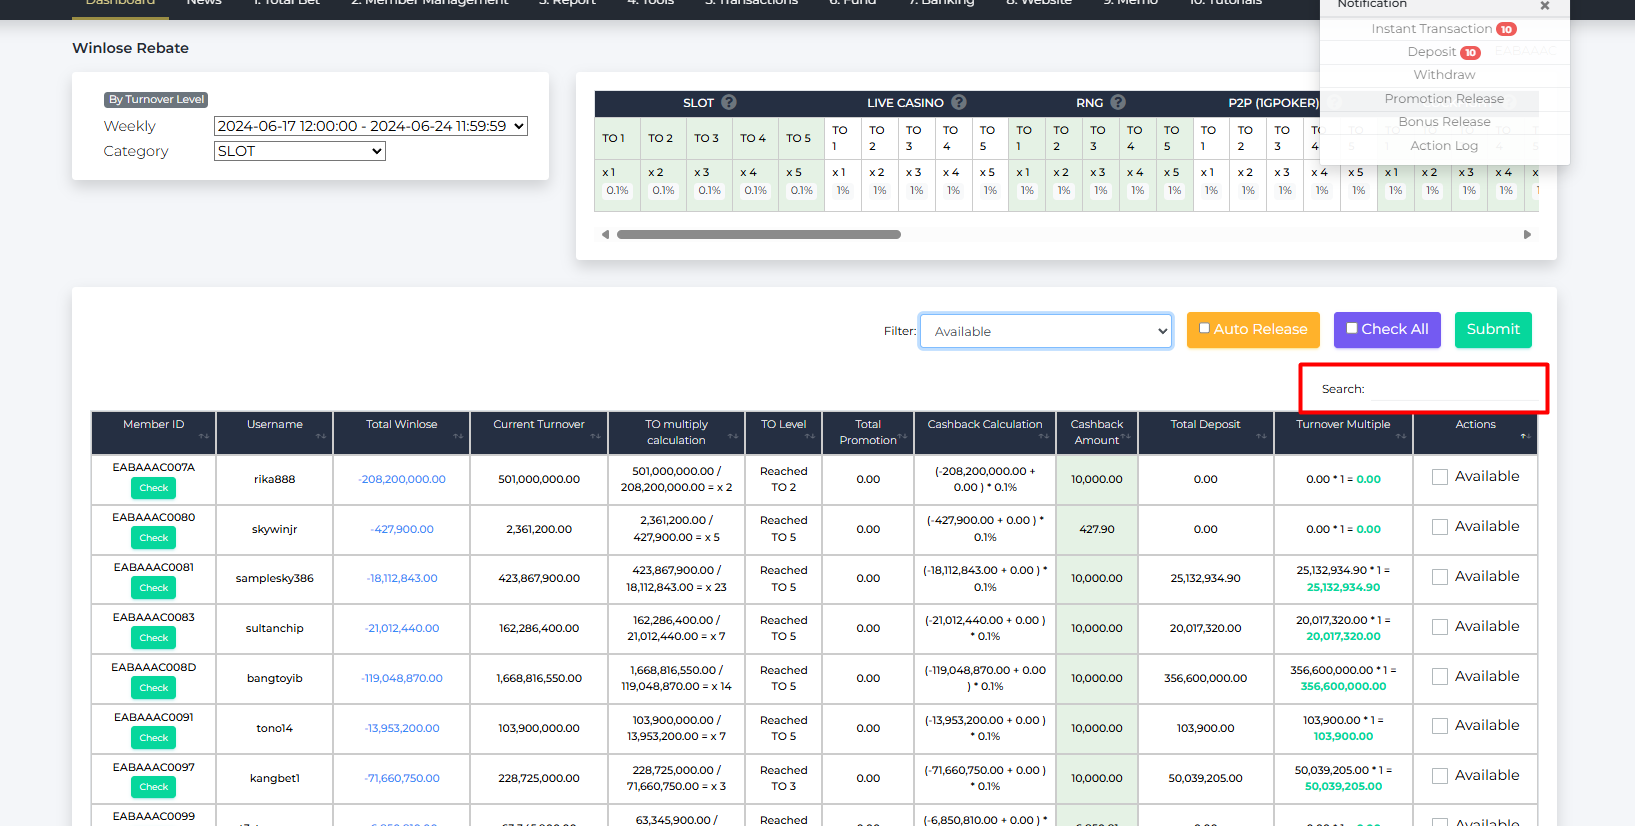 Dashboard News 1. Total Bet 2. Member Management 3. Report 4. Tools 5. Transactions 6. Fund 7. Banking 8. Website 9. Memo 10. Tutorials
Notification ✖
Instant Transaction 10
Deposit 10
Withdraw
Promotion Release
Bonus Release
Action Log
Winlose Rebate
By Turnover Level
Weekly 2024-06-17 12:00:00 - 2024-06-24 11:59:59
Category SLOT
SLOT ? LIVE CASINO ? RNG ? P2P (1GPOKER)
TO 1 TO 2 TO 3 TO 4 TO 5 TO 1 TO 2 TO 3 TO 4 TO 5 TO 1 TO 2 TO 3 TO 4 TO 5 TO 1 TO 2 TO 3 TO 4
x 1 x 2 x 3 x 4 x 5 x 1 x 2 x 3 x 4 x 5 x 1 x 2 x 3 x 4 x 5 x 1 x 2 x 3 x 4 x 5 x 1 x 2 x 3 x 4 x
0.1% 0.1% 0.1% 0.1% 0.1% 1% 1% 1% 1% 1% 1% 1% 1% 1% 1% 1% 1% 1% 1% 1% 1% 1% 1% 1%
Filter: Available Auto Release Check All Submit
Search:
Member ID Username Total Winlose Current Turnover TO multiply calculation TO Level Total Promotion Cashback Calculation Cashback Amount Total Deposit Turnover Multiple Actions
EABAAAC007A Check rika888 -208,200,000.00 501,000,000.00 501,000,000.00 / 208,200,000.00 = x 2 Reached TO 2 0.00 (-208,200,000.00 + 0.00 ) * 0.1% 10,000.00 0.00 0.00 * 1 = 0.00 Available
EABAAAC0080 Check skywinjr -427,900.00 2,361,200.00 2,361,200.00 / 427,900.00 = x 5 Reached TO 5 0.00 (-427,900.00 + 0.00 ) * 0.1% 427.90 0.00 0.00 * 1 = 0.00 Available
EABAAAC0081 Check samplesky386 -18,112,843.00 423,867,900.00 423,867,900.00 / 18,112,843.00 = x 23 Reached TO 5 0.00 (-18,112,843.00 + 0.00 ) * 0.1% 10,000.00 25,132,934.90 25,132,934.90 * 1 = 25,132,934.90 Available
EABAAAC0083 Check sultanchip -21,012,440.00 162,286,400.00 162,286,400.00 / 21,012,440.00 = x 7 Reached TO 5 0.00 (-21,012,440.00 + 0.00 ) * 0.1% 10,000.00 20,017,320.00 20,017,320.00 * 1 = 20,017,320.00 Available
EABAAAC008D Check bangtoyib -119,048,870.00 1,668,816,550.00 1,668,816,550.00 / 119,048,870.00 = x 14 Reached TO 5 0.00 (-119,048,870.00 + 0.00 ) * 0.1% 10,000.00 356,600,000.00 356,600,000.00 * 1 = 356,600,000.00 Available
EABAAAC0091 Check tono14 -13,953,200.00 103,900,000.00 103,900,000.00 / 13,953,200.00 = x 7 Reached TO 5 0.00 (-13,953,200.00 + 0.00 ) * 0.1% 10,000.00 103,900.00 103,900.00 * 1 = 103,900.00 Available
EABAAAC0097 Check kangbet1 -71,660,750.00 228,725,000.00 228,725,000.00 / 71,660,750.00 = x 3 Reached TO 3 0.00 (-71,660,750.00 + 0.00 ) * 0.1% 10,000.00 50,039,205.00 50,039,205.00 * 1 = 50,039,205.00 Available
EABAAAC0099 63,345,900.00 63,345,900.00 / Reached 0.00 (-6,850,810.00 + 0.00 ) 0.00 0.00 * 1 = 0.00 Available